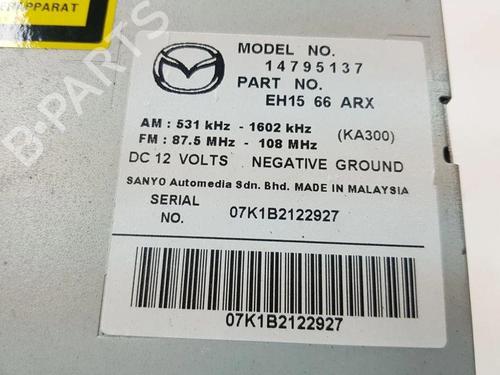 ERAPPARAT
MODEL NO.
14795137
PART NO.
EH15 66 ARX
AM : 531 kHz - 1602 kHz (KA300)
FM : 87.5 MHz - 108 MHz
DC 12 VOLTS NEGATIVE GROUND
SANYO Automedia Sdn. Bhd. MADE IN MALAYSIA
SERIAL NO. 07K1B2122927
07K1B2122927
B-PARTS